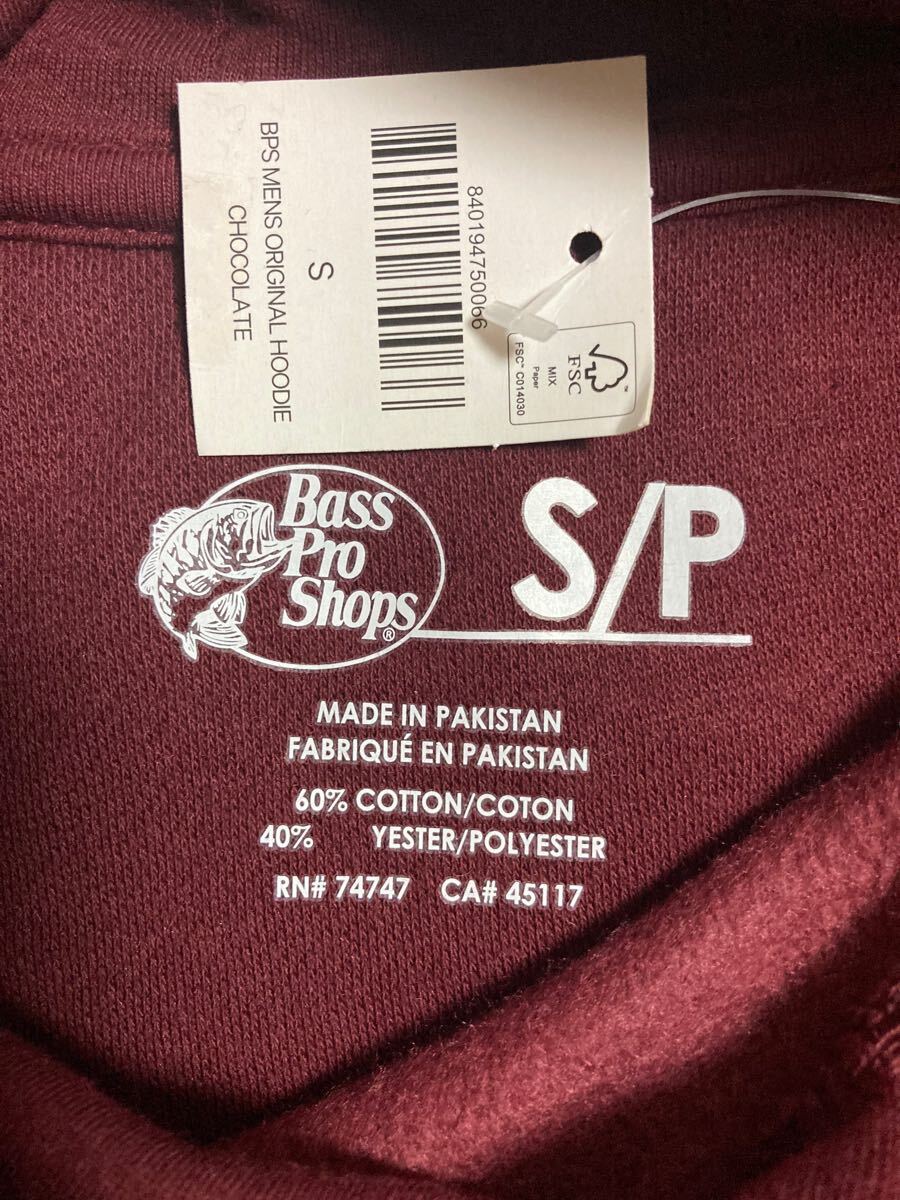 BPS MENS ORIGINAL HOODIE
CHOCOLATE
S
840194750066
FSC
MIX
Paper
FSC™ C014030
Bass
Pro
Shops®
S/P
MADE IN PAKISTAN
FABRIQUÉ EN PAKISTAN
60% COTTON/COTON
40% YESTER/POLYESTER
RN# 74747 CA# 45117